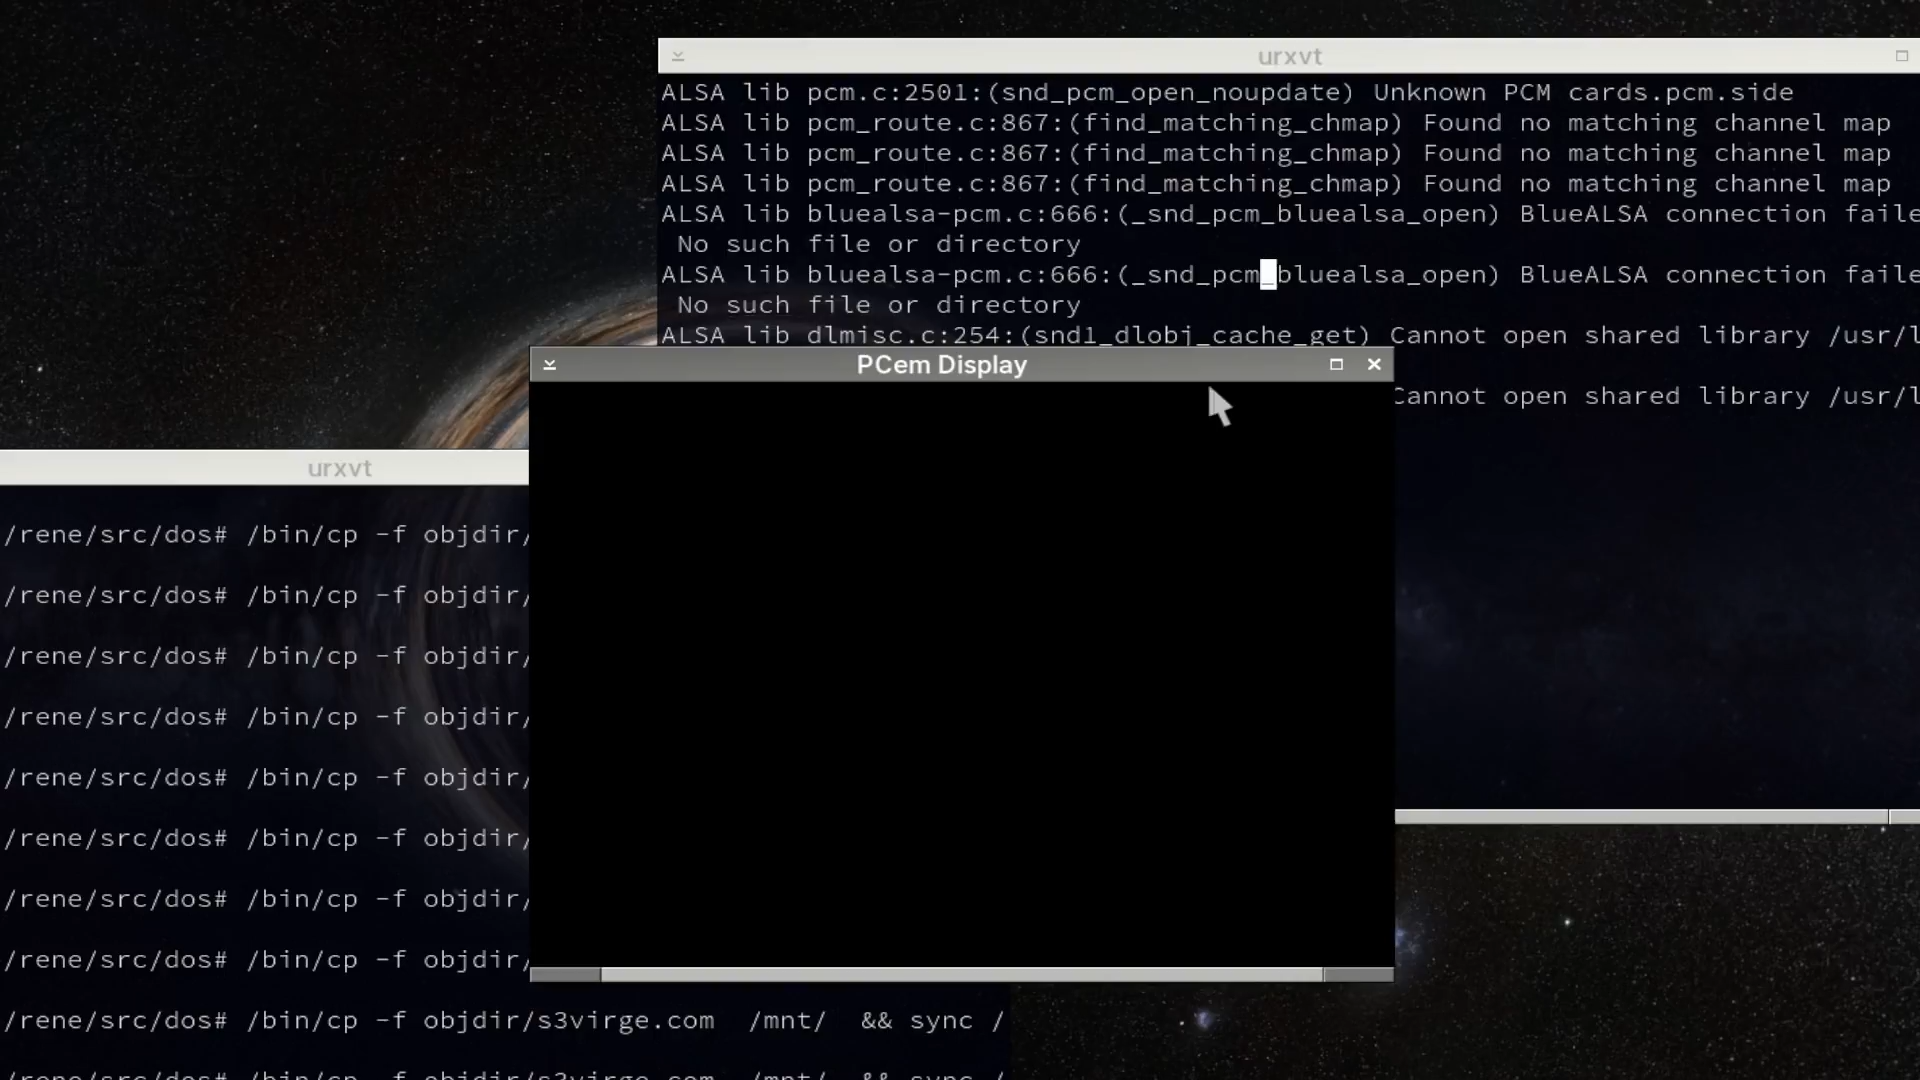 urxvt
ALSA lib pcm.c:2501:(snd_pcm_open_noupdate) Unknown PCM cards.pcm.side
ALSA lib pcm_route.c:867:(find_matching_chmap) Found no matching channel map
ALSA lib pcm_route.c:867:(find_matching_chmap) Found no matching channel map
ALSA lib pcm_route.c:867:(find_matching_chmap) Found no matching channel map
ALSA lib bluealsa-pcm.c:666:(_snd_pcm_bluealsa_open) BlueALSA connection faile
No such file or directory
ALSA lib bluealsa-pcm.c:666:(_snd_pcm_bluealsa_open) BlueALSA connection faile
No such file or directory
ALSA lib dlmisc.c:254:(snd1_dlobj_cache_get) Cannot open shared library /usr/l
PCem Display
Cannot open shared library /usr/l
urxvt
/rene/src/dos# /bin/cp -f objdir/
/rene/src/dos# /bin/cp -f objdir/
/rene/src/dos# /bin/cp -f objdir/
/rene/src/dos# /bin/cp -f objdir/
/rene/src/dos# /bin/cp -f objdir/
/rene/src/dos# /bin/cp -f objdir/
/rene/src/dos# /bin/cp -f objdir/
/rene/src/dos# /bin/cp -f objdir/
/rene/src/dos# /bin/cp -f objdir/s3virge.com /mnt/ && sync /
/rene/src/dos# /bin/cp -f objdir/s3virge.com /mnt/ && sync /